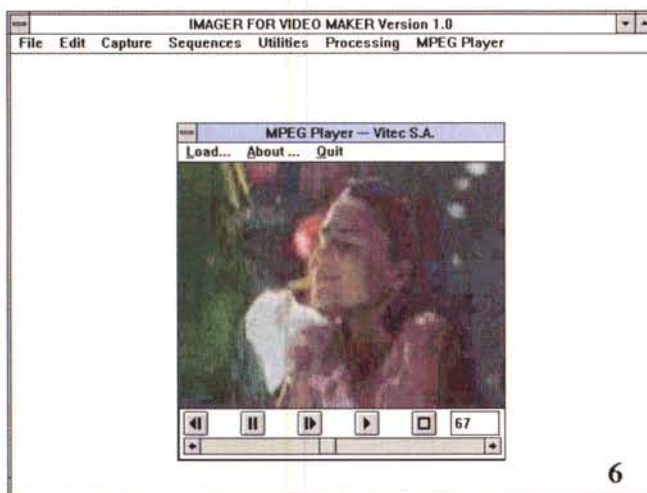 IMAGER FOR VIDEO MAKER Version 1.0
File Edit Capture Sequences Utilities Processing MPEG Player
MPEG Player — Vitec S.A.
Load... About ... Quit
67
6